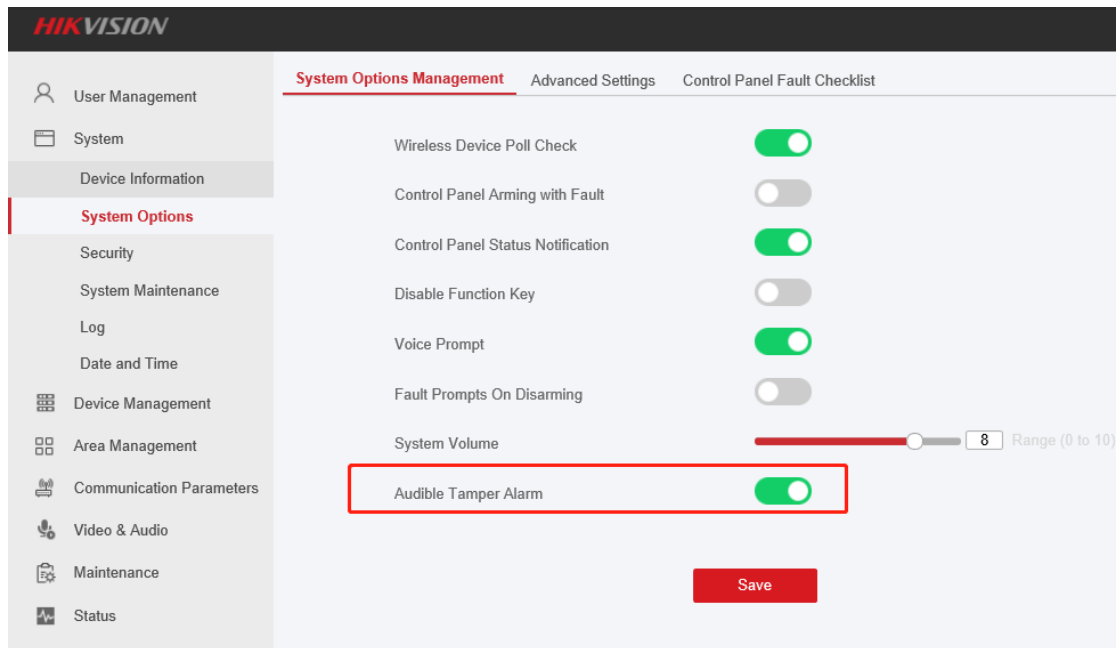 HIKVISION
User Management
System
Device Information
System Options
Security
System Maintenance
Log
Date and Time
Device Management
Area Management
Communication Parameters
Video & Audio
Maintenance
Status
System Options Management Advanced Settings Control Panel Fault Checklist
Wireless Device Poll Check
Control Panel Arming with Fault
Control Panel Status Notification
Disable Function Key
Voice Prompt
Fault Prompts On Disarming
System Volume 8 Range (0 to 10)
Audible Tamper Alarm
Save